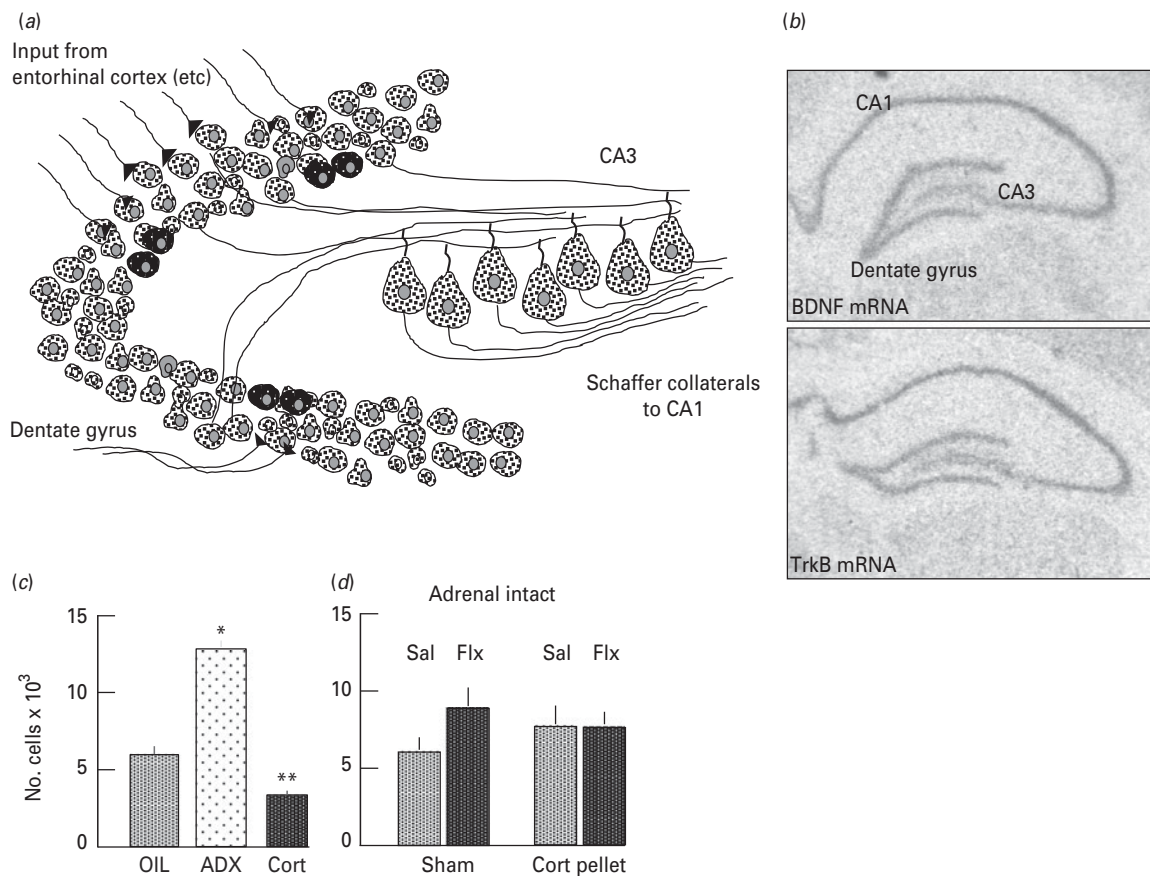 (a)
Input from
entorhinal cortex (etc)
CA3
Schaffer collaterals
to CA1
Dentate gyrus
(b)
CA1
CA3
Dentate gyrus
BDNF mRNA
TrkB mRNA
(c)
No. cells x 10³
15
10
5
0
*
**
OIL ADX Cort
(d)
Adrenal intact
15
10
5
0
Sal Flx Sal Flx
Sham Cort pellet